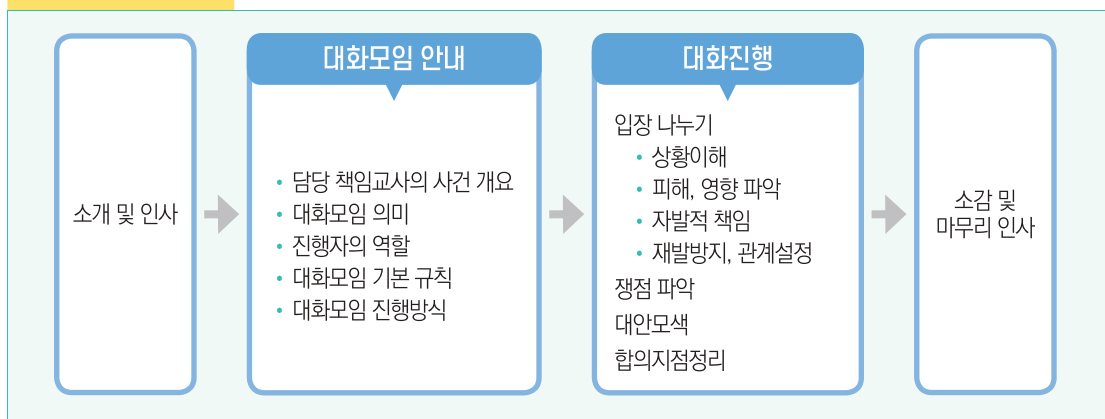 소개 및 인사
대화모임 안내
• 담당 책임교사의 사건 개요
• 대화모임 의미
• 진행자의 역할
• 대화모임 기본 규칙
• 대화모임 진행방식
대화진행
입장 나누기
• 상황이해
• 피해, 영향 파악
• 자발적 책임
• 재발방지, 관계설정
쟁점 파악
대안모색
합의지점정리
소감 및
마무리 인사